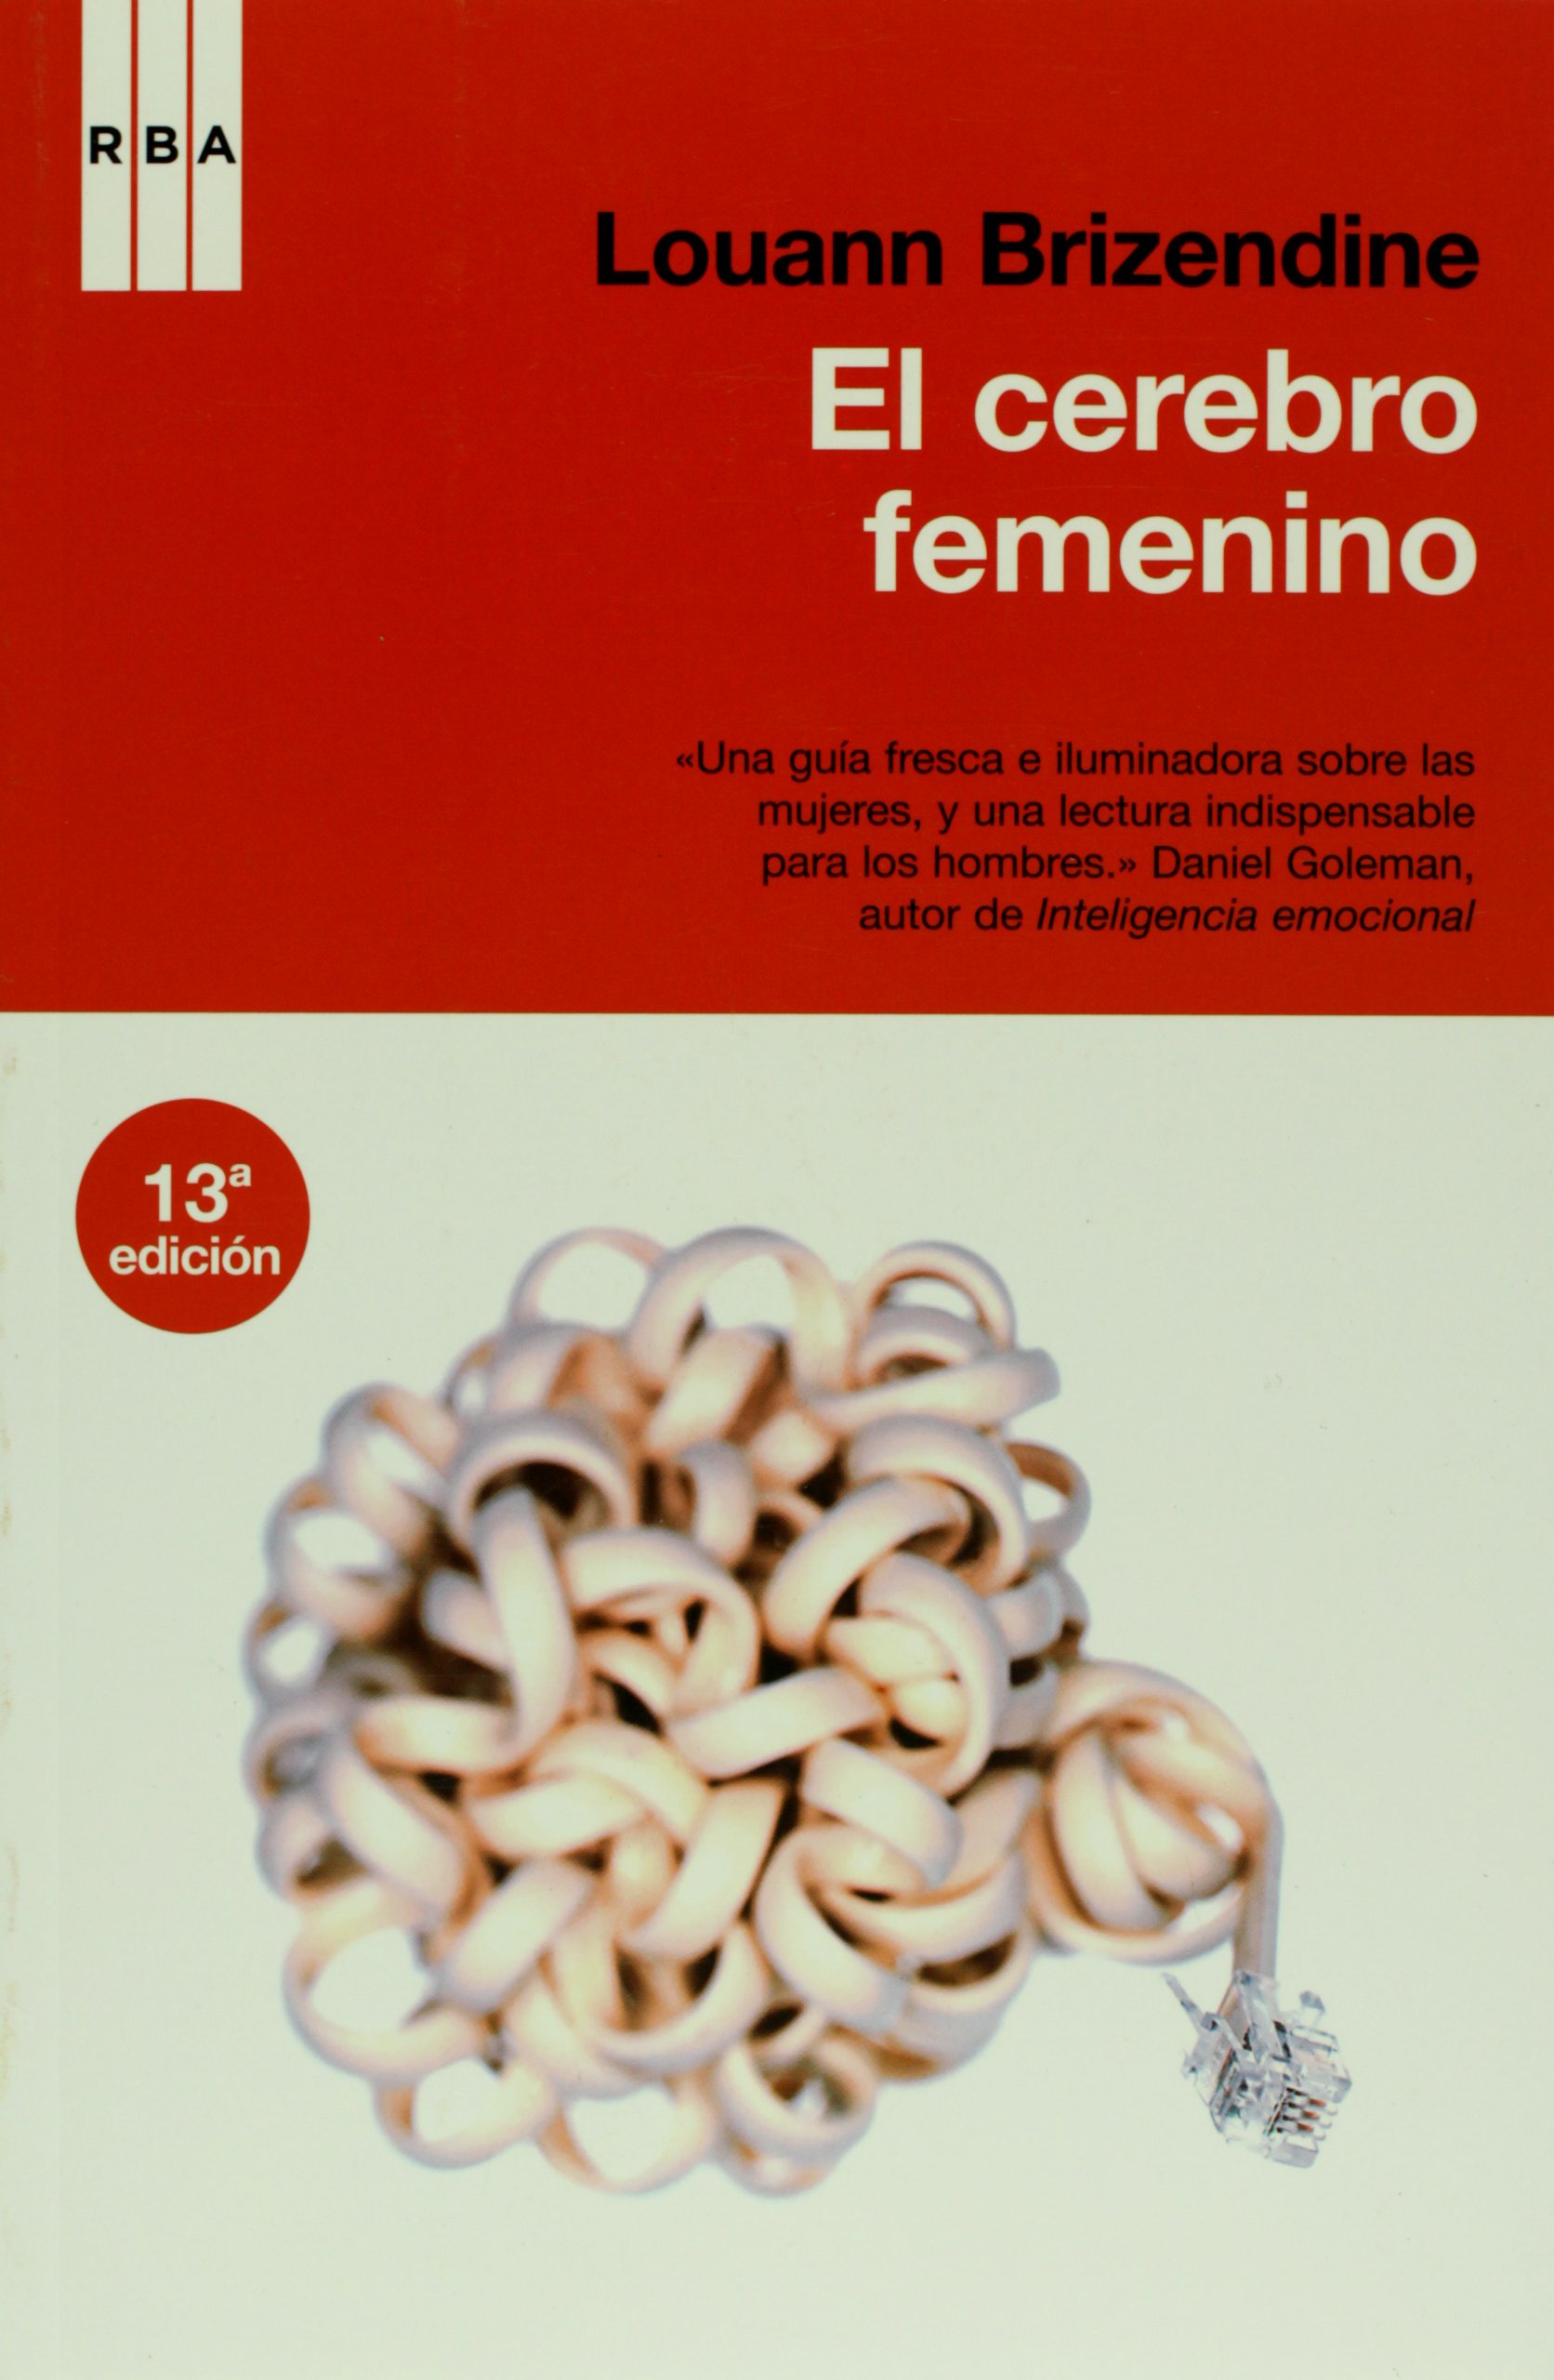 RBA
Louann Brizendine
El cerebro
femenino
«Una guía fresca e iluminadora sobre las
mujeres, y una lectura indispensable
para los hombres.» Daniel Goleman,
autor de Inteligencia emocional
13ª
edición